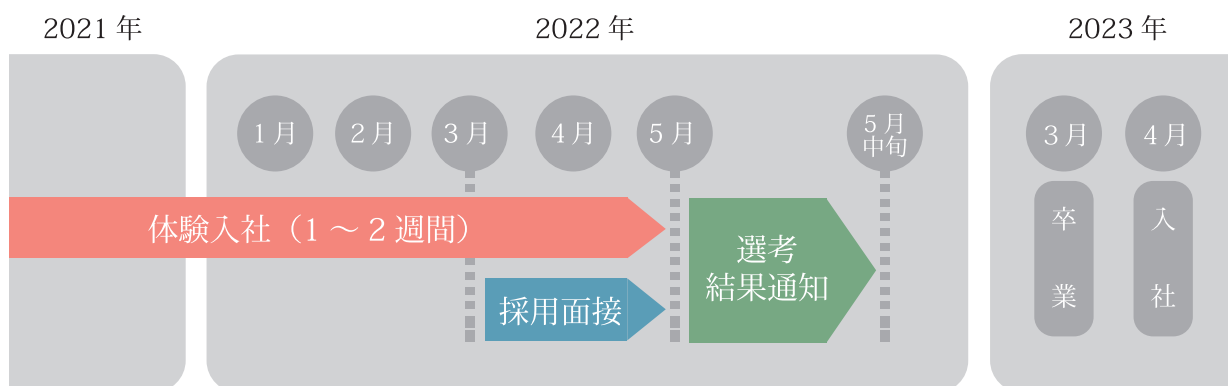 2021 年
2022 年
2023 年
1 月
2 月
3 月
4 月
5 月
5 月
中旬
3 月
4 月
体験入社（1 ～ 2 週間）
選考
結果通知
採用面接
卒業
入社